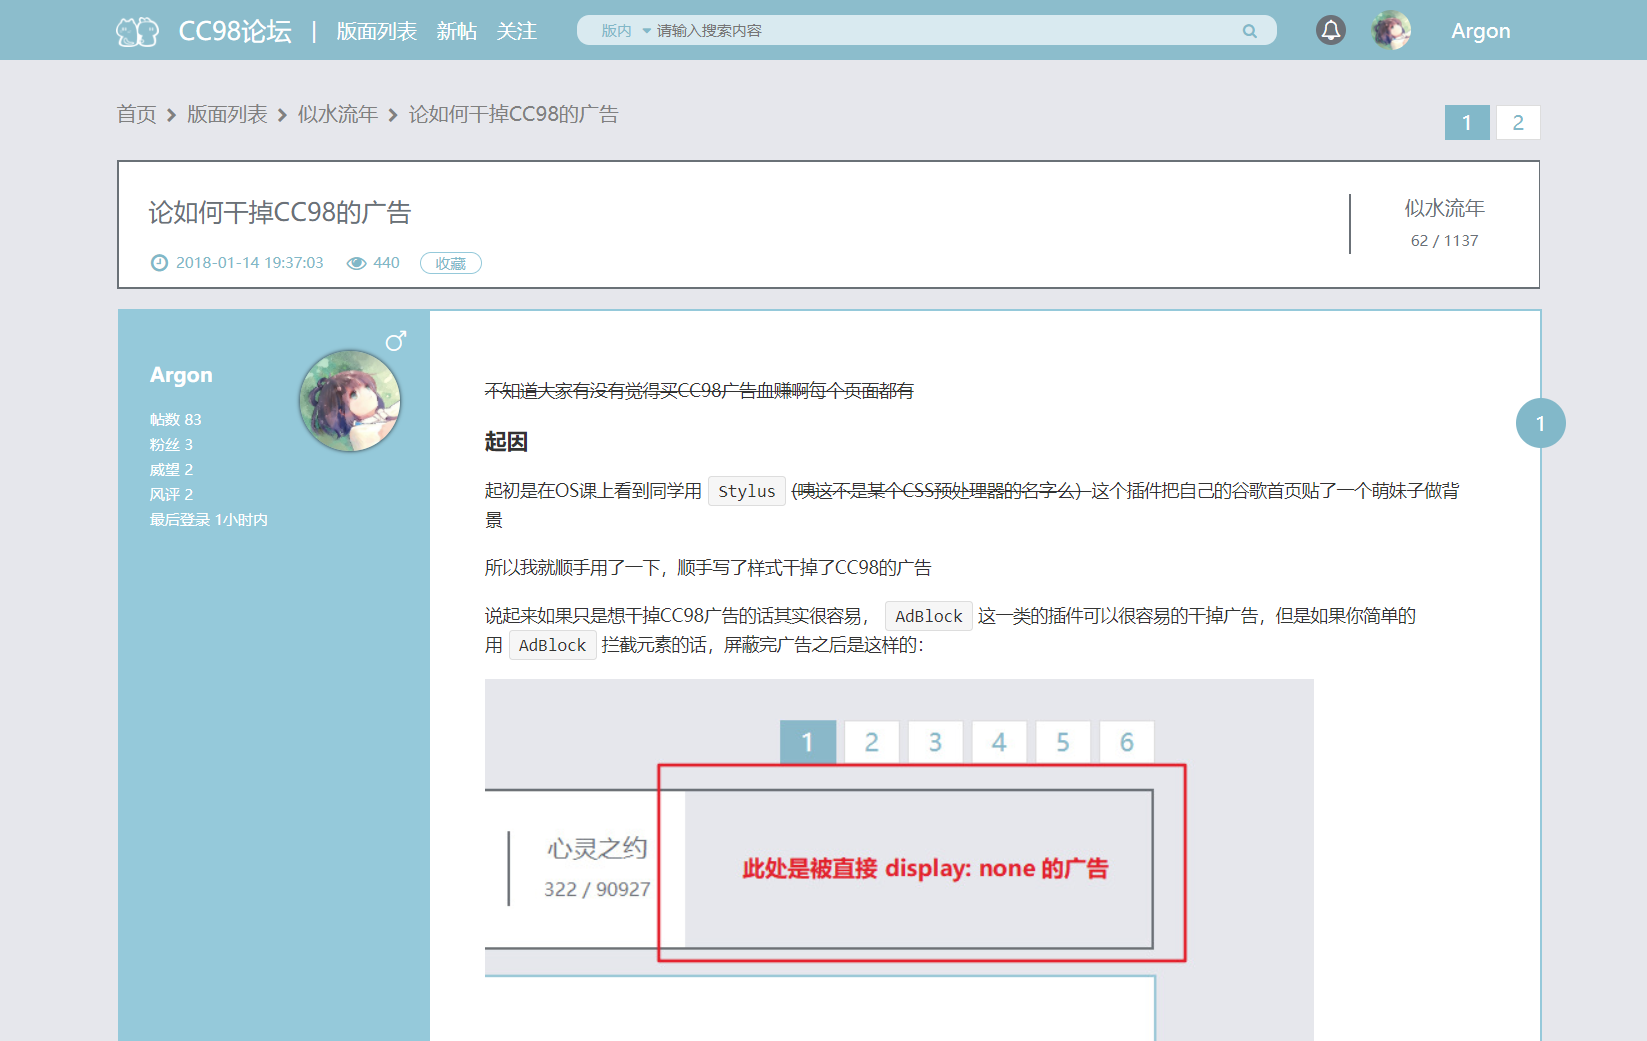 CC98论坛 | 版面列表 新帖 关注 版内 请输入搜索内容 Argon
首页 版面列表 似水流年 论如何干掉CC98的广告
1 2
论如何干掉CC98的广告
2018-01-14 19:37:03 440 收藏
似水流年
62 / 1137
Argon
帖数 83
粉丝 3
威望 2
风评 2
最后登录 1小时内
1
不知道大家有没有觉得买CC98广告血赚啊每个页面都有
起因
起初是在OS课上看到同学用 Stylus (咦这不是某个CSS预处理器的名字么) 这个插件把自己的谷歌首页贴了一个萌妹子做背
景
所以我就顺手用了一下，顺手写了样式干掉了CC98的广告
说起来如果只是想干掉CC98广告的话其实很容易， AdBlock 这一类的插件可以很容易的干掉广告，但是如果你简单的
用 AdBlock 拦截元素的话，屏蔽完广告之后是这样的：
1 2 3 4 5 6
心灵之约
322 / 90927
此处是被直接 display: none 的广告